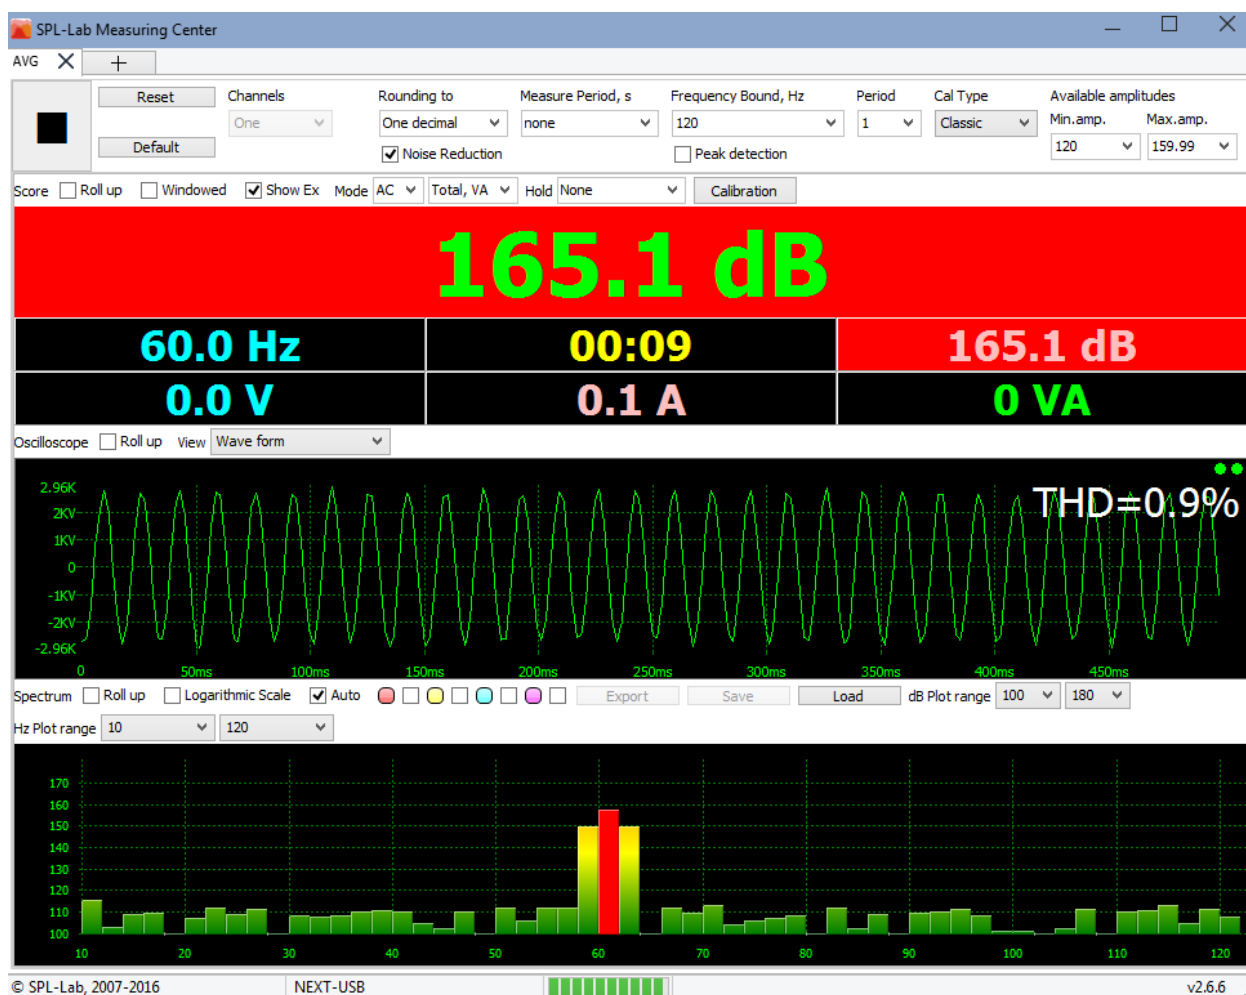 SPL-Lab Measuring Center
AVG
Reset Channels Rounding to Measure Period, s Frequency Bound, Hz Period Cal Type Available amplitudes
One One decimal none 120 1 Classic Min.amp. Max.amp.
Default Noise Reduction Peak detection 120 159.99
Score Roll up Windowed Show Ex Mode AC Total, VA Hold None Calibration
165.1 dB
60.0 Hz 00:09 165.1 dB
0.0 V 0.1 A 0 VA
Oscilloscope Roll up View Wave form
THD=0.9%
2.96K
2KV
1KV
0
-1KV
-2KV
-2.96K
0 50ms 100ms 150ms 200ms 250ms 300ms 350ms 400ms 450ms
Spectrum Roll up Logarithmic Scale Auto Export Save Load dB Plot range 100 180
Hz Plot range 10 120
170
160
150
140
130
120
110
100
10 20 30 40 50 60 70 80 90 100 110 120
© SPL-Lab, 2007-2016 NEXT-USB v2.6.6